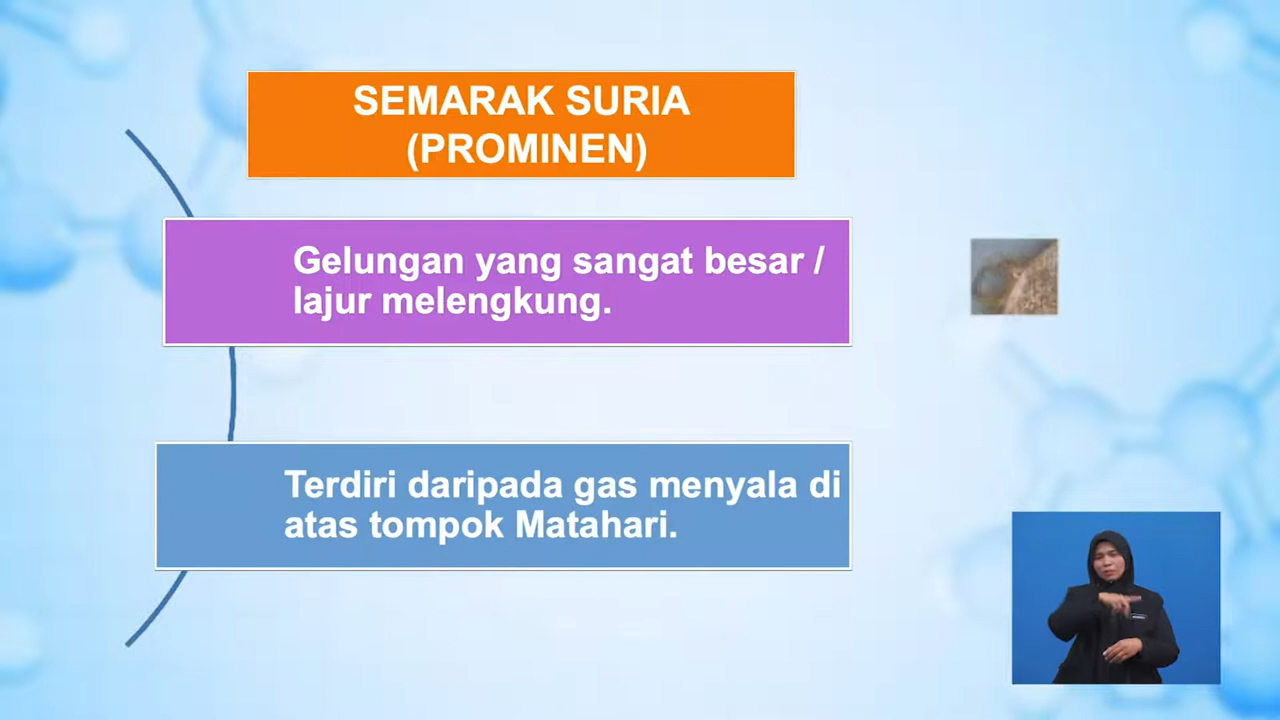 SEMARAK SURIA
(PROMINEN)
Gelungan yang sangat besar /
lajur melengkung.
Terdiri daripada gas menyala di
atas tompok Matahari.